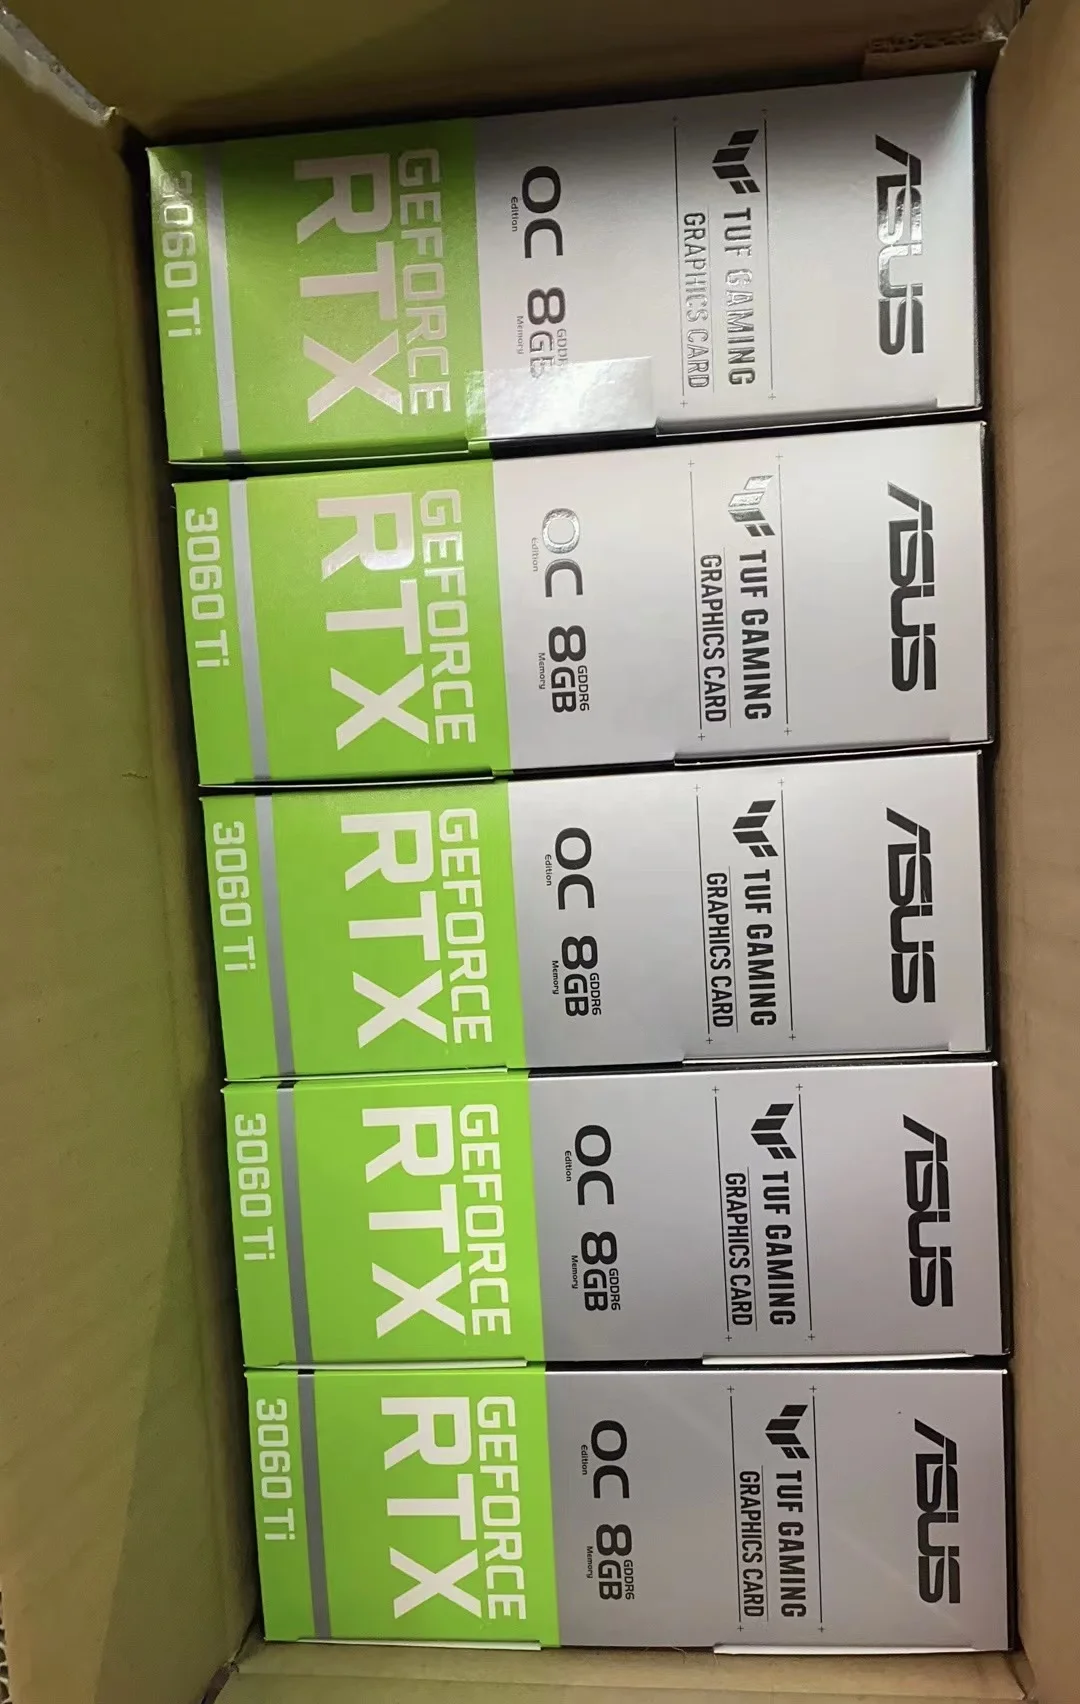 ASUS
TUF GAMING
GRAPHICS CARD
OC 8GB
Edition
GDDR
Memory
GEFORCE
RTX
3060 Ti
ASUS
TUF GAMING
GRAPHICS CARD
OC 8GB
Edition
GDDR6
Memory
GEFORCE
RTX
3060 Ti
ASUS
TUF GAMING
GRAPHICS CARD
OC 8GB
Edition
GDDR6
Memory
GEFORCE
RTX
3060 Ti
ASUS
TUF GAMING
GRAPHICS CARD
OC 8GB
Edition
GDDR6
Memory
GEFORCE
RTX
3060 Ti
ASUS
TUF GAMING
GRAPHICS CARD
OC 8GB
Edition
GDDR6
Memory
GEFORCE
RTX
3060 Ti